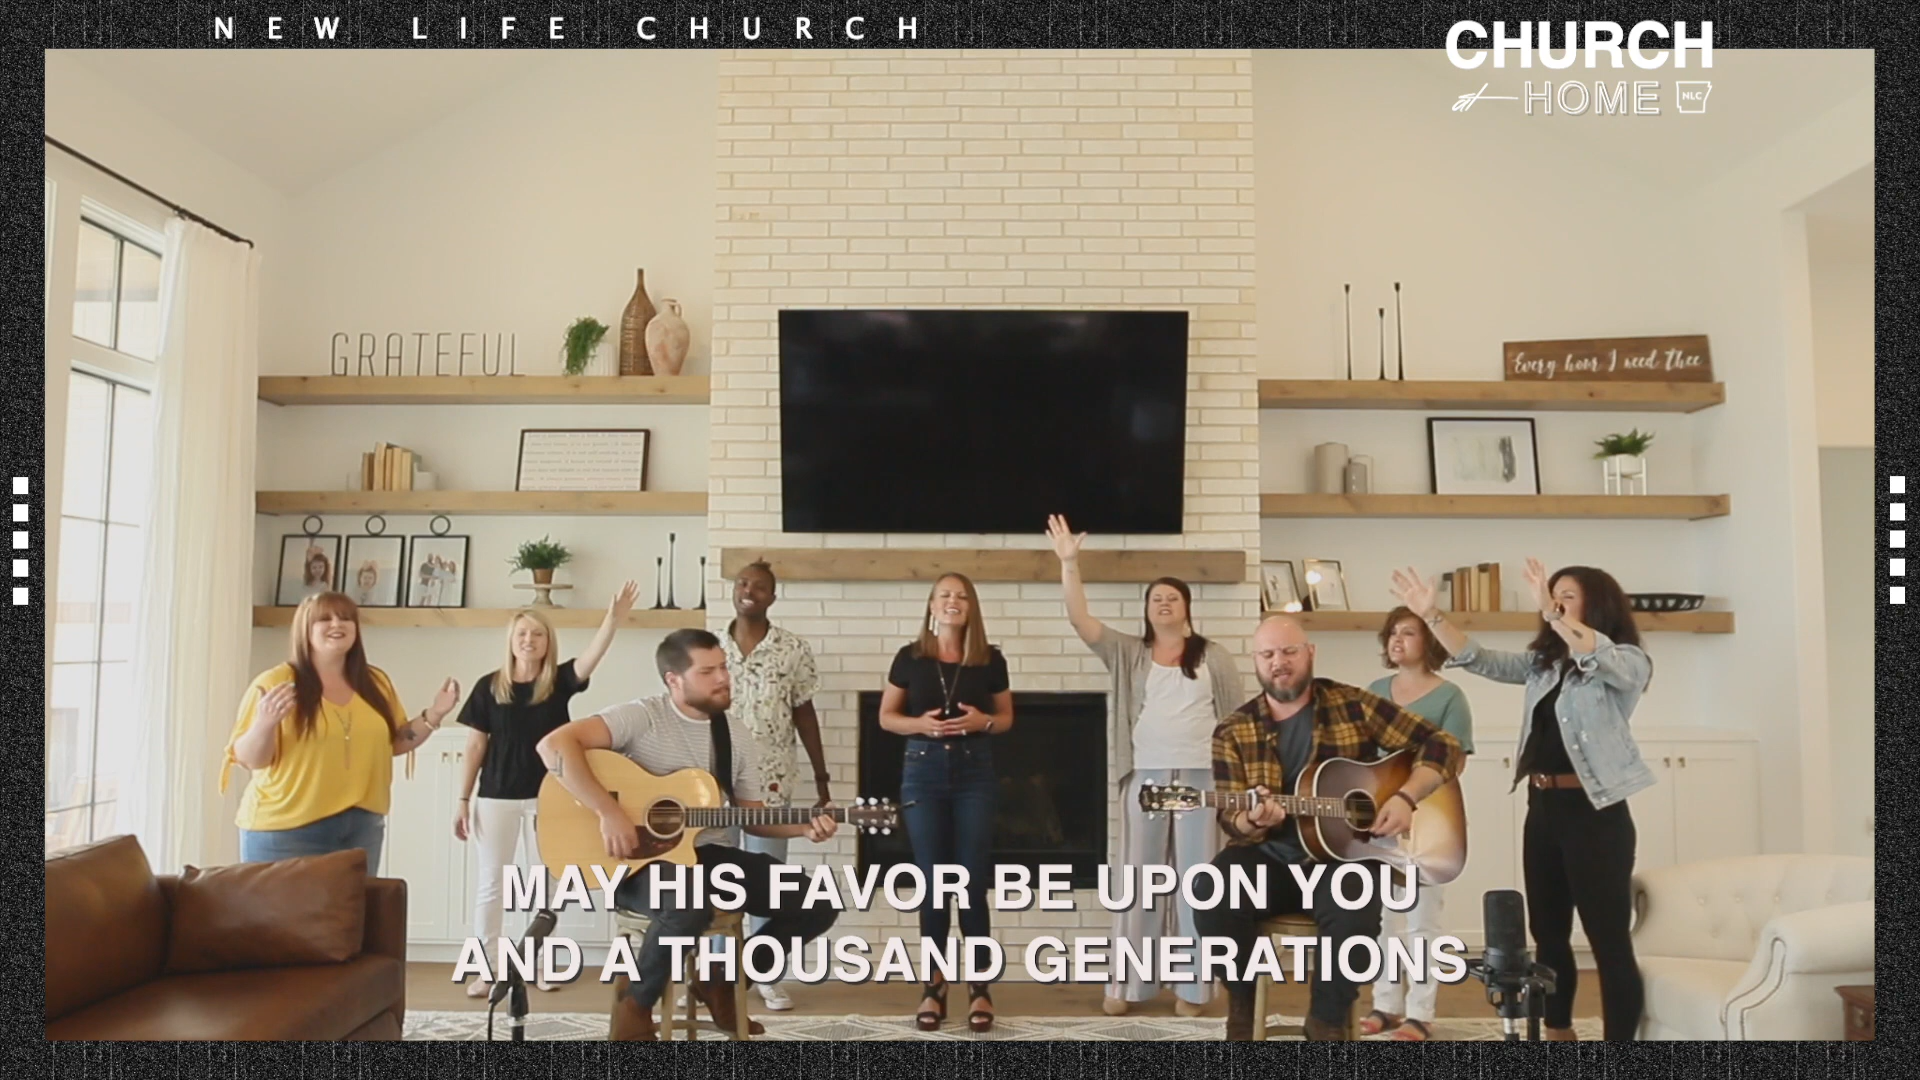 NEW LIFE CHURCH
CHURCH
at HOME NLC
GRATEFUL
Every hour I need thee
MAY HIS FAVOR BE UPON YOU
AND A THOUSAND GENERATIONS